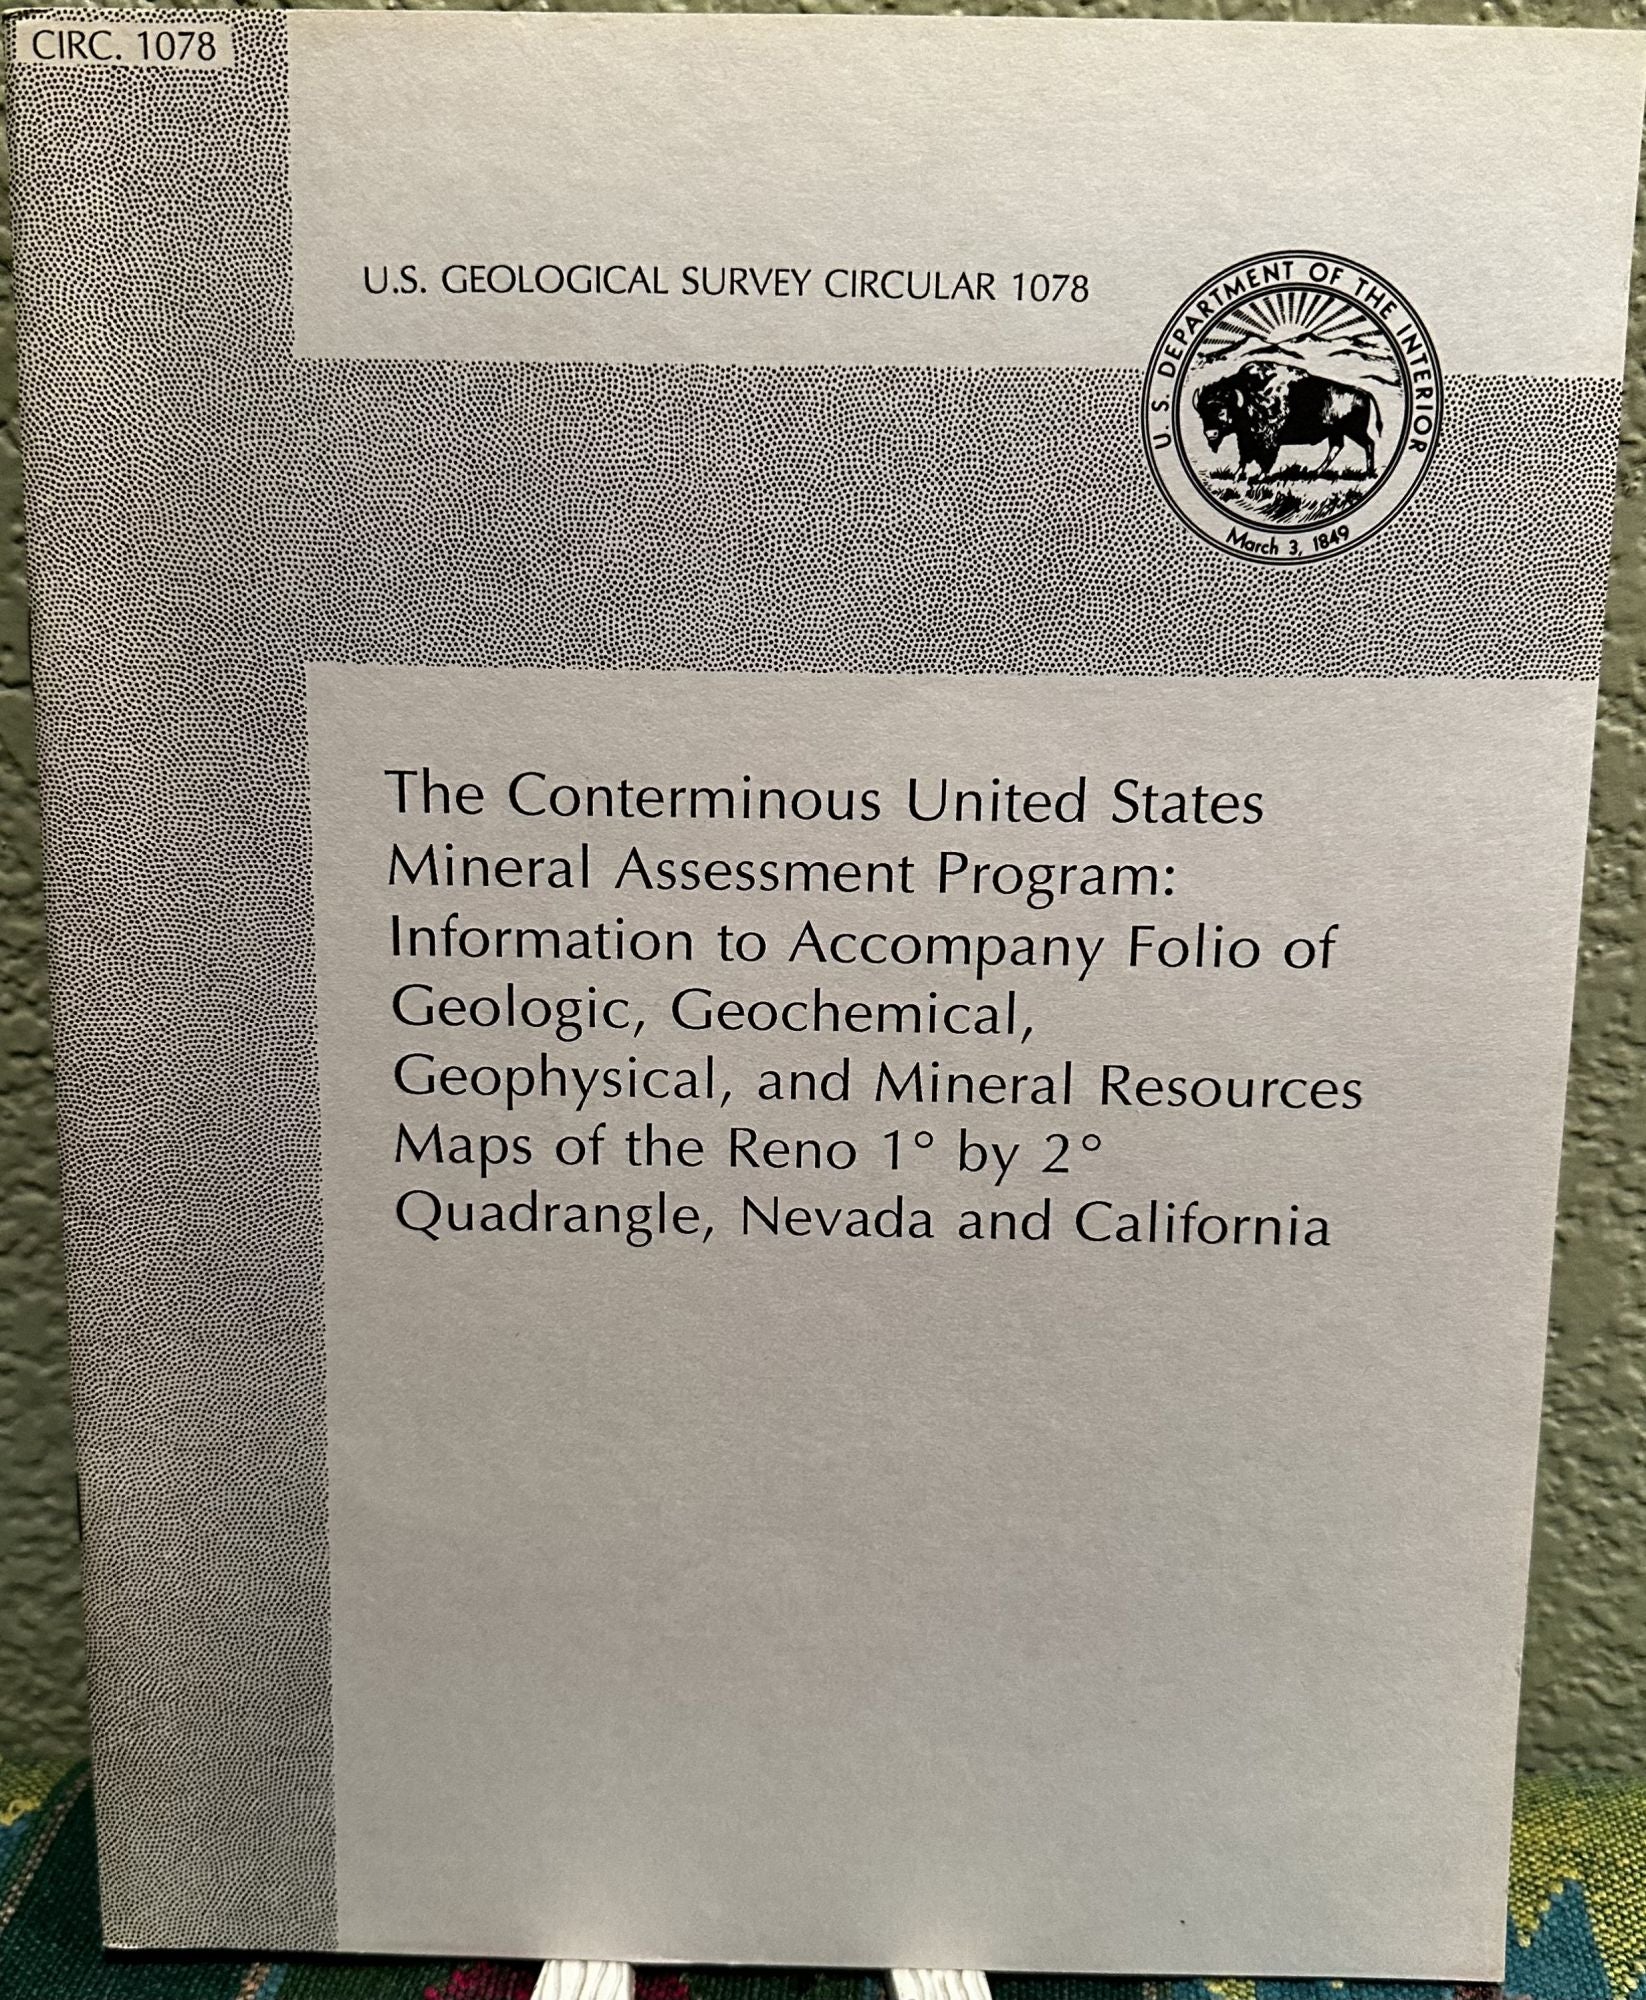 CIRC. 1078
U.S. GEOLOGICAL SURVEY CIRCULAR 1078
U. S. DEPARTMENT OF THE INTERIOR
March 3, 1849
The Conterminous United States
Mineral Assessment Program:
Information to Accompany Folio of
Geologic, Geochemical,
Geophysical, and Mineral Resources
Maps of the Reno 1° by 2°
Quadrangle, Nevada and California